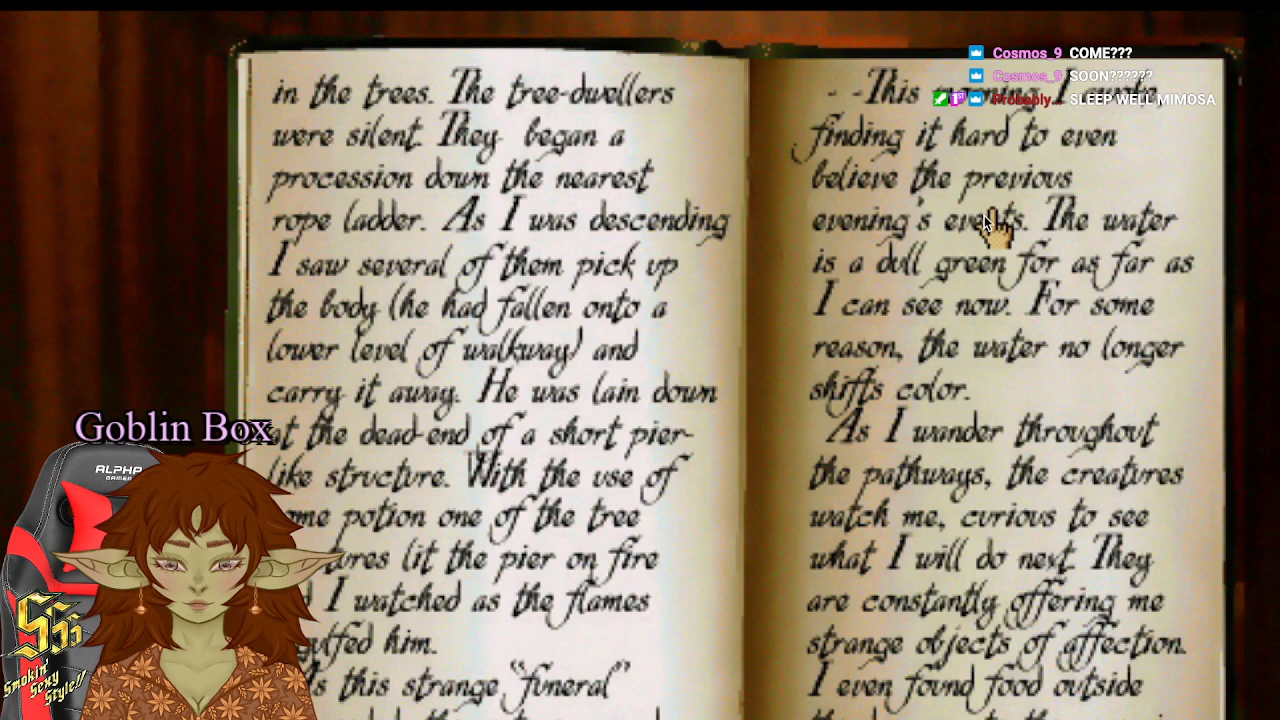 in the trees. The tree-dwellers
were silent. They began a
procession down the nearest
rope ladder. As I was descending
I saw several of them pick up
the body (he had fallen onto a
lower level of walkway) and
carry it away. He was lain down
at the dead-end of a short pier-
like structure. With the use of
potion one of the tree
lit the pier on fire
I watched as the flames
him.
this strange "funeral"
- -This
finding it hard to even
believe the previous
evening's events. The water
is a dull green for as far as
I can see now. For some
reason, the water no longer
shifts color.
As I wander throughout
the pathways, the creatures
watch me, curious to see
what I will do next. They
are constantly offering me
strange objects of affection.
I even found food outside
Cosmos_9 COME???
Cosmos_9 SOON??????
Probably... SLEEP WELL MIMOSA
Goblin Box
ALPHA
GAMER
SSS
Smokin'
Sexy
Style!!